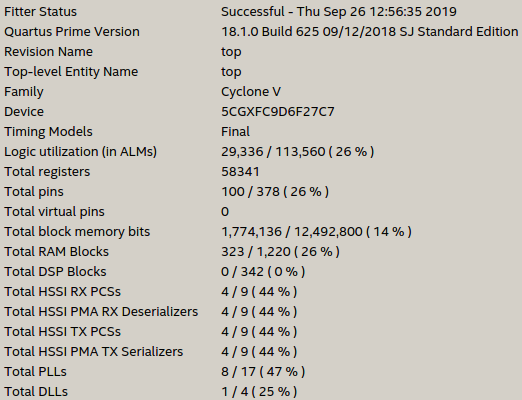 Fitter Status Successful - Thu Sep 26 12:56:35 2019
Quartus Prime Version 18.1.0 Build 625 09/12/2018 SJ Standard Edition
Revision Name top
Top-level Entity Name top
Family Cyclone V
Device 5CGXFC9D6F27C7
Timing Models Final
Logic utilization (in ALMs) 29,336 / 113,560 ( 26 % )
Total registers 58341
Total pins 100 / 378 ( 26 % )
Total virtual pins 0
Total block memory bits 1,774,136 / 12,492,800 ( 14 % )
Total RAM Blocks 323 / 1,220 ( 26 % )
Total DSP Blocks 0 / 342 ( 0 % )
Total HSSI RX PCSs 4 / 9 ( 44 % )
Total HSSI PMA RX Deserializers 4 / 9 ( 44 % )
Total HSSI TX PCSs 4 / 9 ( 44 % )
Total HSSI PMA TX Serializers 4 / 9 ( 44 % )
Total PLLs 8 / 17 ( 47 % )
Total DLLs 1 / 4 ( 25 % )